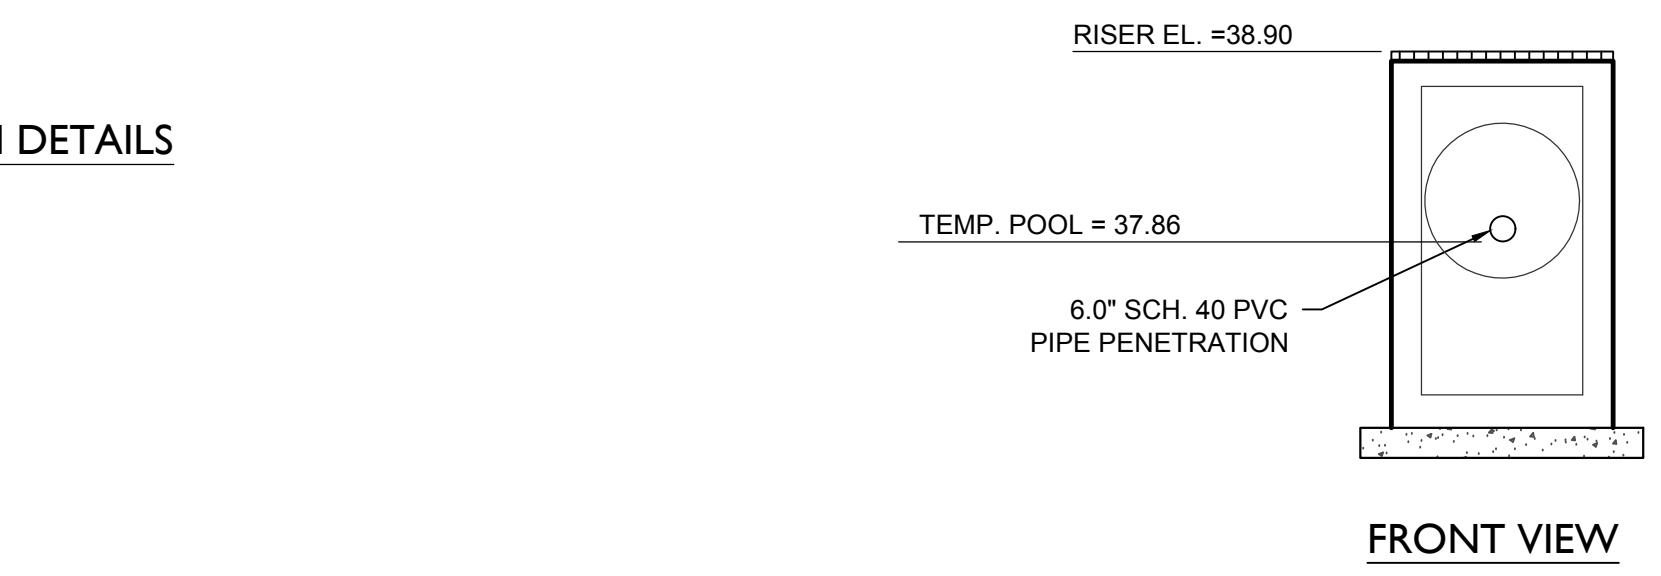 RISER EL. =38.90
DETAILS
TEMP. POOL = 37.86
6.0" SCH. 40 PVC
PIPE PENETRATION
FRONT VIEW